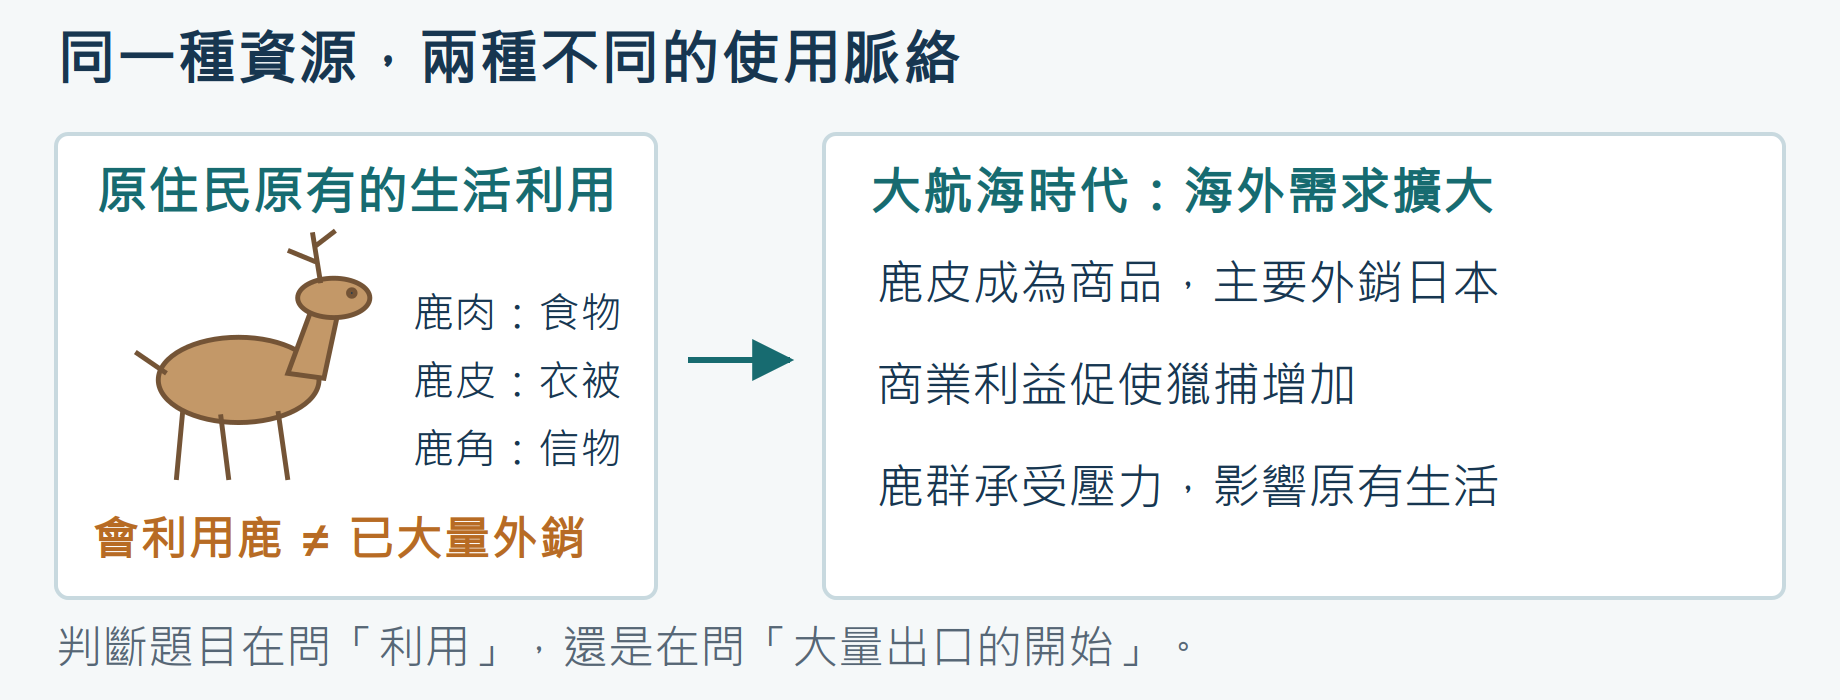 同一種資源，兩種不同的使用脈絡
原住民原有的生活利用
鹿肉：食物
鹿皮：衣被
鹿角：信物
會利用鹿 ≠ 已大量外銷
大航海時代：海外需求擴大
鹿皮成為商品，主要外銷日本
商業利益促使獵捕增加
鹿群承受壓力，影響原有生活
判斷題目在問「利用」，還是在問「大量出口的開始」。